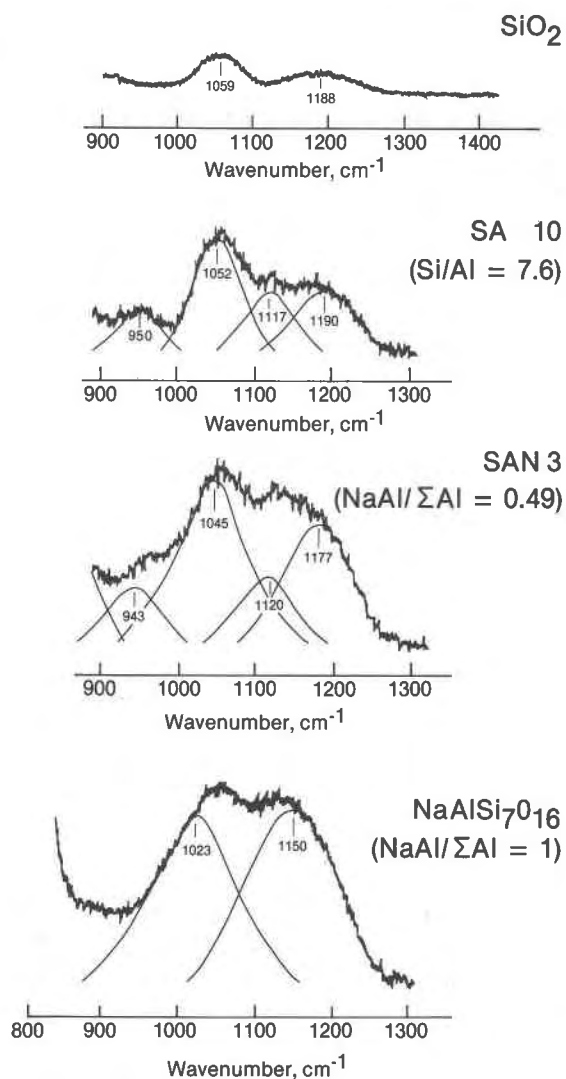 SiO2
1059
1188
900 1000 1100 1200 1300 1400
Wavenumber, cm-1
SA 10
(Si/Al = 7.6)
1052
1117
1190
950
900 1000 1100 1200 1300
Wavenumber, cm-1
SAN 3
(NaAl/ΣAl = 0.49)
1045
1177
1120
943
900 1000 1100 1200 1300
Wavenumber, cm-1
NaAlSi7O16
(NaAl/ΣAl = 1)
1023
1150
800 900 1000 1100 1200 1300
Wavenumber, cm-1